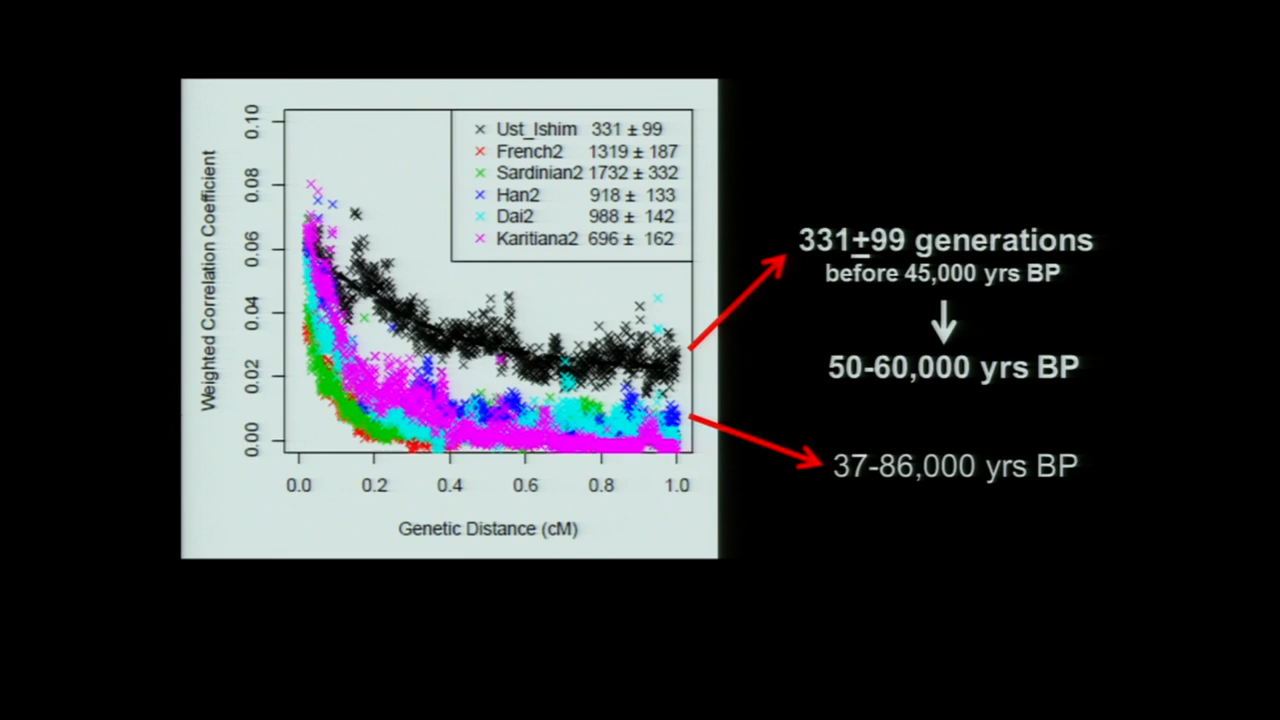 Weighted Correlation Coefficient
0.10
0.08
0.06
0.04
0.02
0.00
× Ust_Ishim 331 ± 99
× French2 1319 ± 187
× Sardinian2 1732 ± 332
× Han2 918 ± 133
× Dai2 988 ± 142
× Karitiana2 696 ± 162
0.0 0.2 0.4 0.6 0.8 1.0
Genetic Distance (cM)
331±99 generations
before 45,000 yrs BP
50-60,000 yrs BP
37-86,000 yrs BP